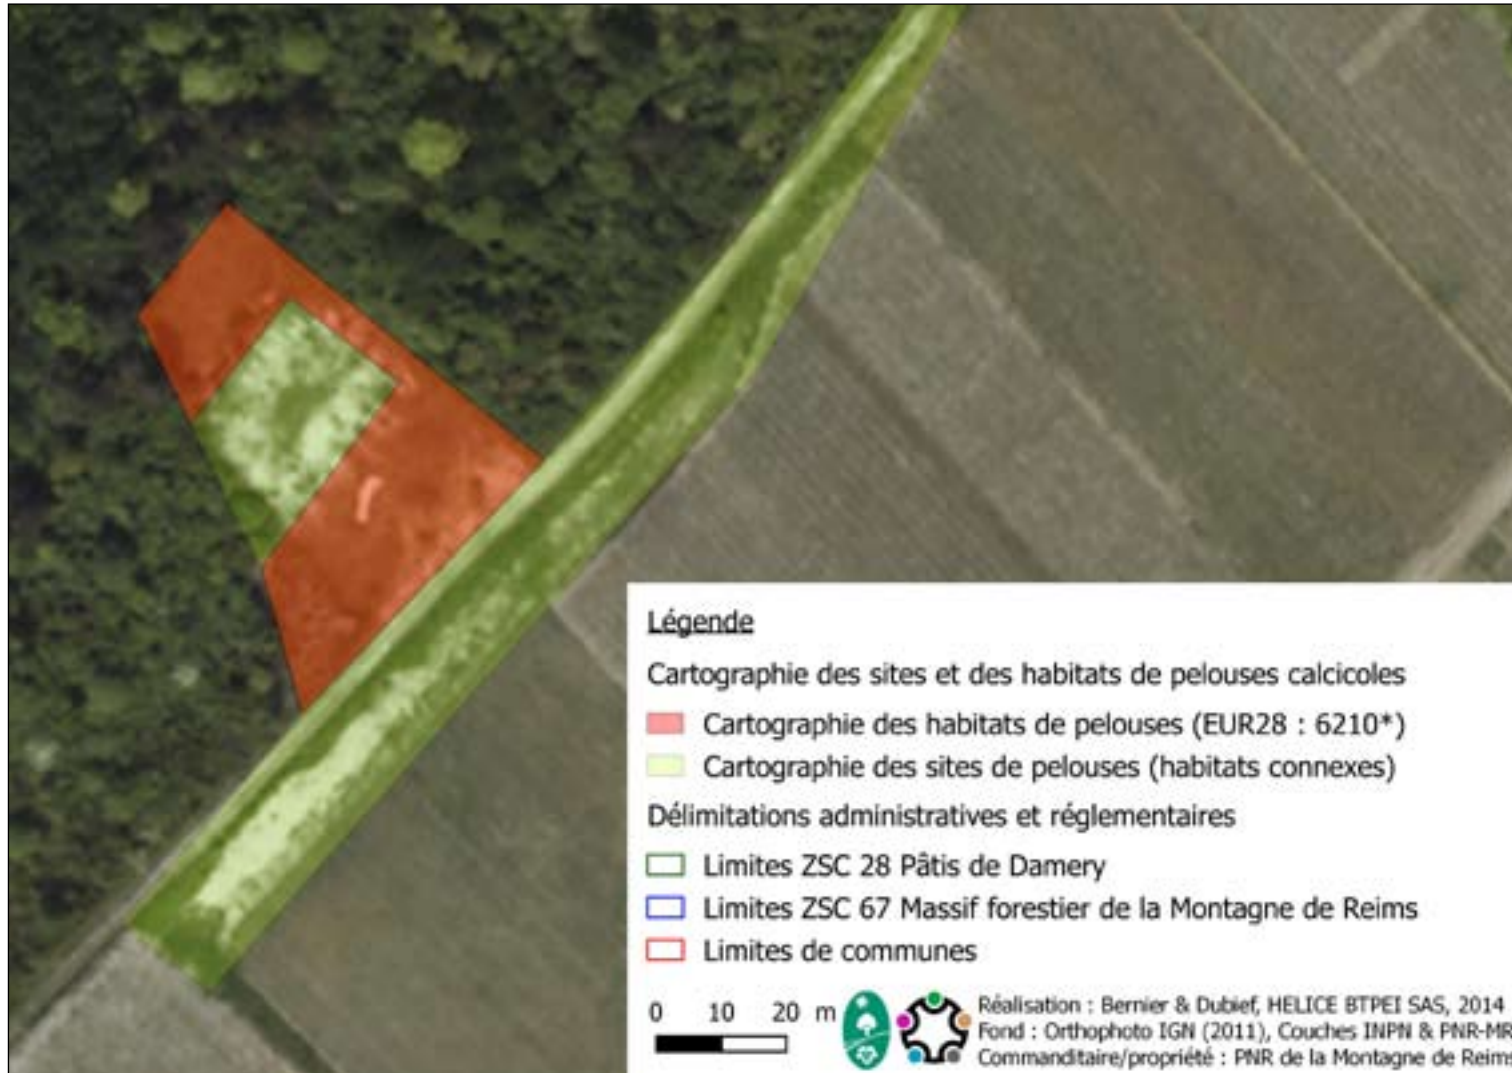 Légende
Cartographie des sites et des habitats de pelouses calcicoles
Cartographie des habitats de pelouses (EUR28 : 6210*)
Cartographie des sites de pelouses (habitats connexes)
Délimitations administratives et réglementaires
Limites ZSC 28 Pâtis de Damery
Limites ZSC 67 Massif forestier de la Montagne de Reims
Limites de communes
0 10 20 m
Réalisation : Bernier & Dubief, HELICE BTPEI SAS, 2014
Fond : Orthophoto IGN (2011), Couches INPN & PNR-MR
Commanditaire/propriété : PNR de la Montagne de Reims